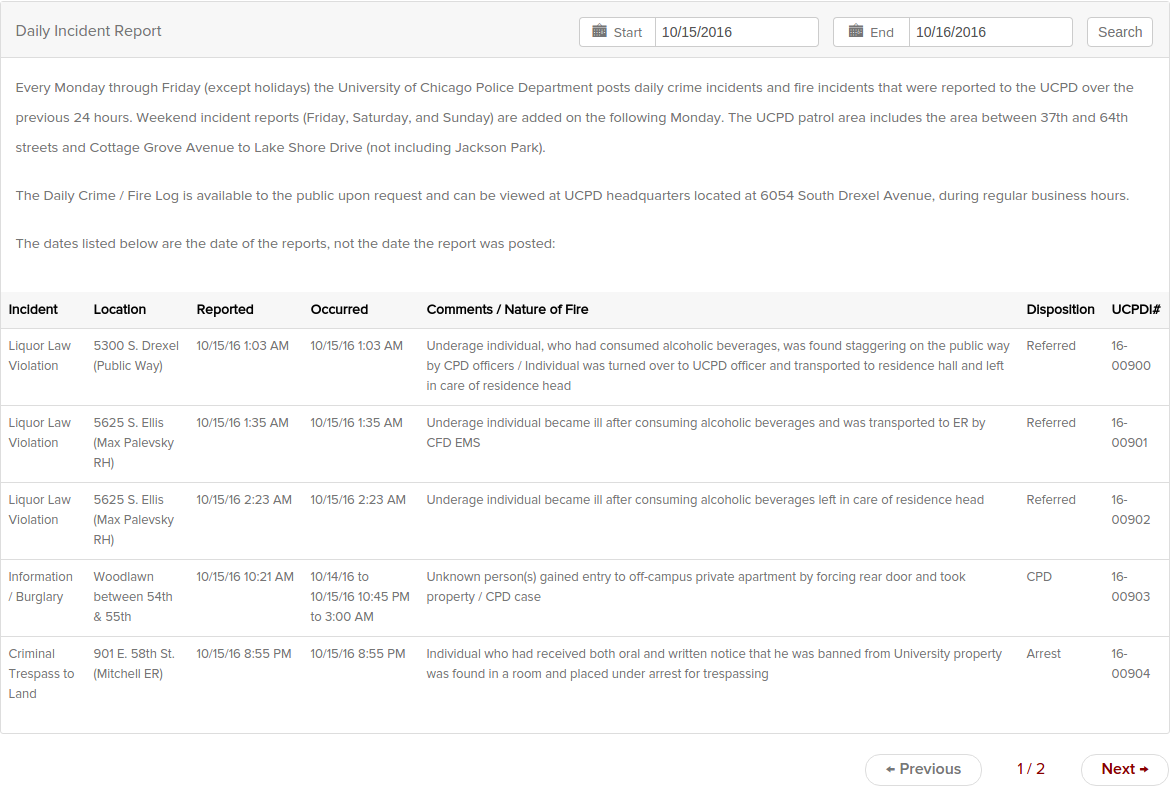 Daily Incident Report
Start 10/15/2016
End 10/16/2016
Search
Every Monday through Friday (except holidays) the University of Chicago Police Department posts daily crime incidents and fire incidents that were reported to the UCPD over the
previous 24 hours. Weekend incident reports (Friday, Saturday, and Sunday) are added on the following Monday. The UCPD patrol area includes the area between 37th and 64th
streets and Cottage Grove Avenue to Lake Shore Drive (not including Jackson Park).
The Daily Crime / Fire Log is available to the public upon request and can be viewed at UCPD headquarters located at 6054 South Drexel Avenue, during regular business hours.
The dates listed below are the date of the reports, not the date the report was posted:
Incident Location Reported Occurred Comments / Nature of Fire Disposition UCPDI#
Liquor Law 5300 S. Drexel 10/15/16 1:03 AM 10/15/16 1:03 AM Underage individual, who had consumed alcoholic beverages, was found staggering on the public way Referred 16-
Violation (Public Way) by CPD officers / Individual was turned over to UCPD officer and transported to residence hall and left 00900
in care of residence head
Liquor Law 5625 S. Ellis 10/15/16 1:35 AM 10/15/16 1:35 AM Underage individual became ill after consuming alcoholic beverages and was transported to ER by Referred 16-
Violation (Max Palevsky CFD EMS 00901
RH)
Liquor Law 5625 S. Ellis 10/15/16 2:23 AM 10/15/16 2:23 AM Underage individual became ill after consuming alcoholic beverages left in care of residence head Referred 16-
Violation (Max Palevsky 00902
RH)
Information Woodlawn 10/15/16 10:21 AM 10/14/16 to Unknown person(s) gained entry to off-campus private apartment by forcing rear door and took CPD 16-
/ Burglary between 54th 10/15/16 10:45 PM property / CPD case 00903
& 55th to 3:00 AM
Criminal 901 E. 58th St. 10/15/16 8:55 PM 10/15/16 8:55 PM Individual who had received both oral and written notice that he was banned from University property Arrest 16-
Trespass to (Mitchell ER) was found in a room and placed under arrest for trespassing 00904
Land
← Previous 1 / 2 Next →